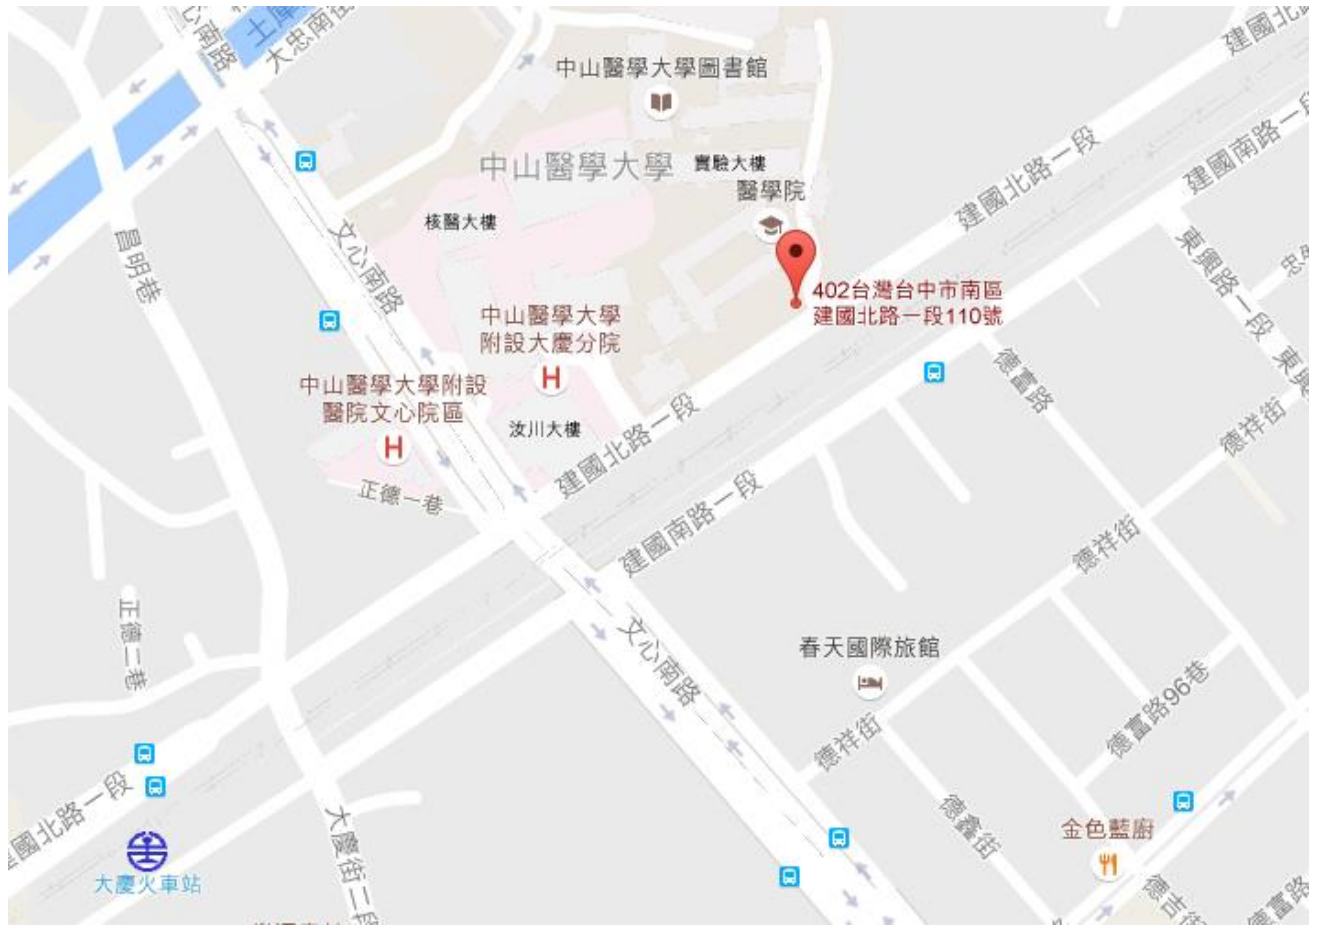 文心南路
土庫
大忠南街
建國北
中山醫學大學圖書館
中山醫學大學
實驗大樓
醫學院
建國北路一段
建國南路一段
核醫大樓
文心南路
昌明巷
東興路一段
402台灣台中市南區
建國北路一段110號
中山醫學大學
附設大慶分院
德富路
東興
中山醫學大學附設
醫院文心院區
汝川大樓
建國北路一段
德祥街
正德一巷
建國南路一段
德祥街
正德二巷
文心南路
春天國際旅館
德富路96巷
德祥街
國北路一段
大慶街二段
德鑫街
金色藍廚
大慶火車站
德吉街
德富路